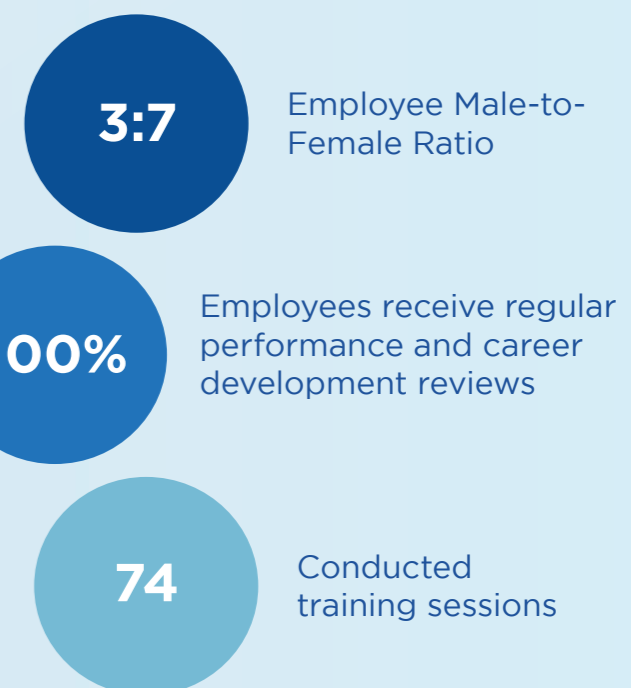 3:7
Employee Male-to-
Female Ratio
00%
Employees receive regular
performance and career
development reviews
74
Conducted
training sessions